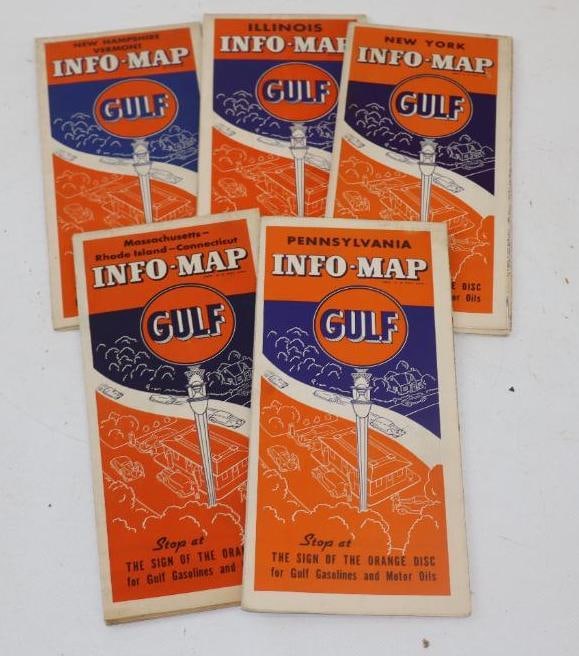 NEW HAMPSHIRE
VERMONT
INFO-MAP
GULF
ILLINOIS
INFO-MAP
GULF
NEW YORK
INFO-MAP
GULF
DISC
Oils
Massachusetts-
Rhode Island-Connecticut
INFO-MAP
GULF
Stop at
THE SIGN OF THE ORAN
for Gulf Gasolines and
PENNSYLVANIA
INFO-MAP
GULF
Stop at
THE SIGN OF THE ORANGE DISC
for Gulf Gasolines and Motor Oils